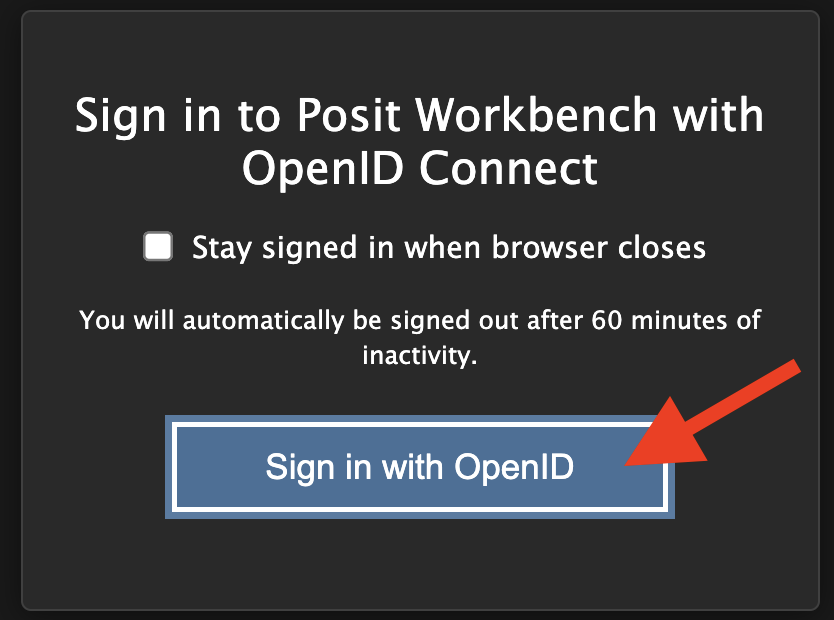 Sign in to Posit Workbench with
OpenID Connect
Stay signed in when browser closes
You will automatically be signed out after 60 minutes of
inactivity.
Sign in with OpenID